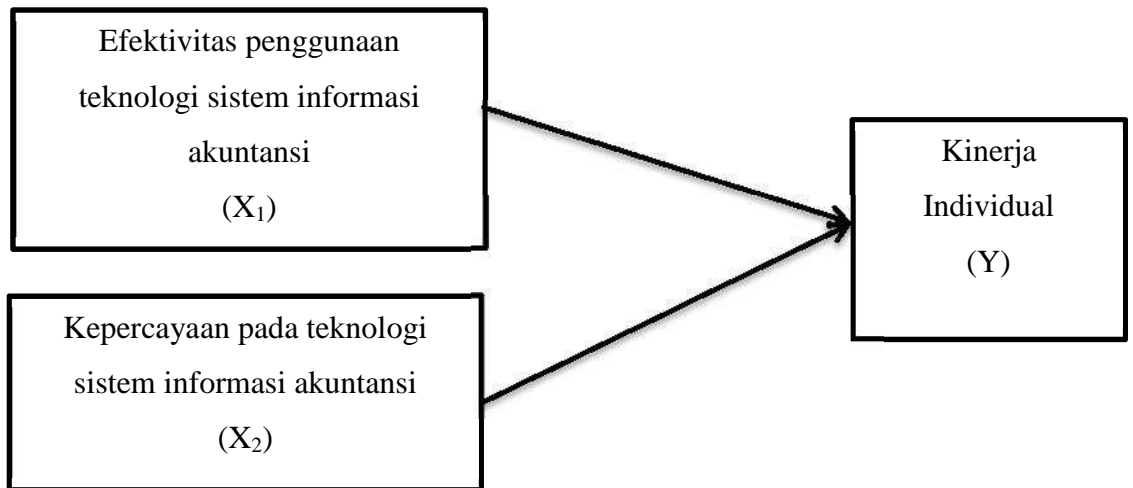 Efektivitas penggunaan
teknologi sistem informasi
akuntansi
(X₁)
Kepercayaan pada teknologi
sistem informasi akuntansi
(X₂)
Kinerja
Individual
(Y)